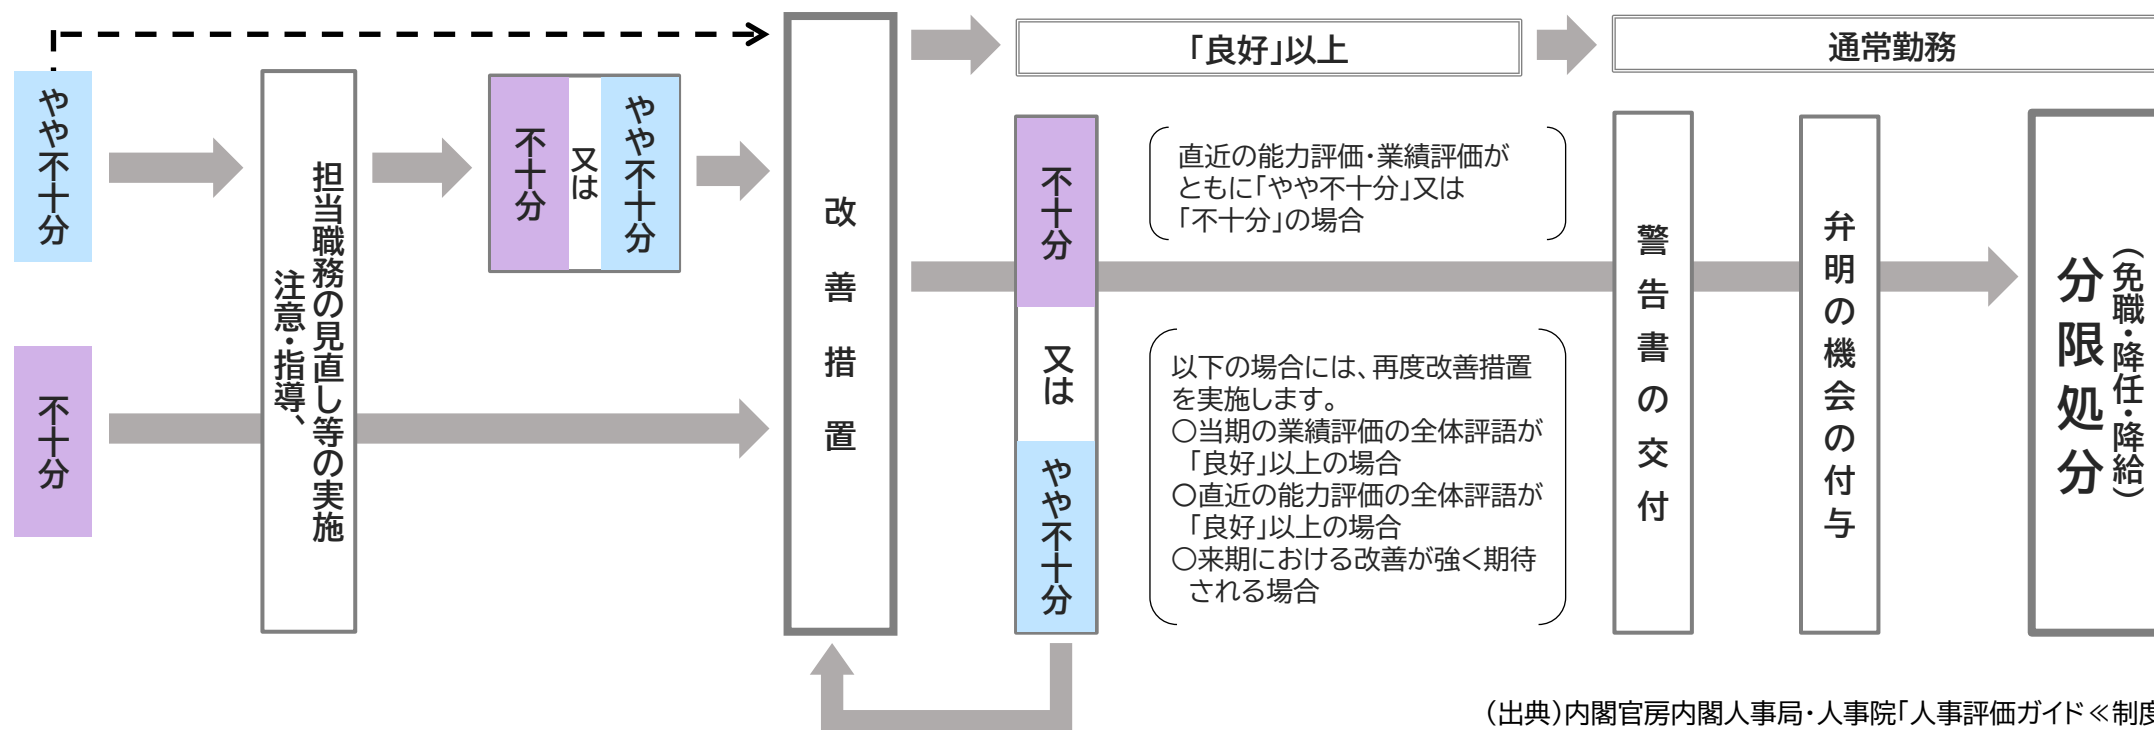 やや不十分
不十分
担当職務の見直し等の実施
注意・指導、
不十分
又は
やや不十分
改善措置
「良好」以上
通常勤務
不十分
又は
やや不十分
直近の能力評価・業績評価が
ともに「やや不十分」又は
「不十分」の場合
以下の場合には、再度改善措置
を実施します。
○当期の業績評価の全体評語が
「良好」以上の場合
○直近の能力評価の全体評語が
「良好」以上の場合
○来期における改善が強く期待
される場合
警告書の交付
弁明の機会の付与
分限処分
（免職・降任・降給）
（出典）内閣官房内閣人事局・人事院「人事評価ガイド≪制度